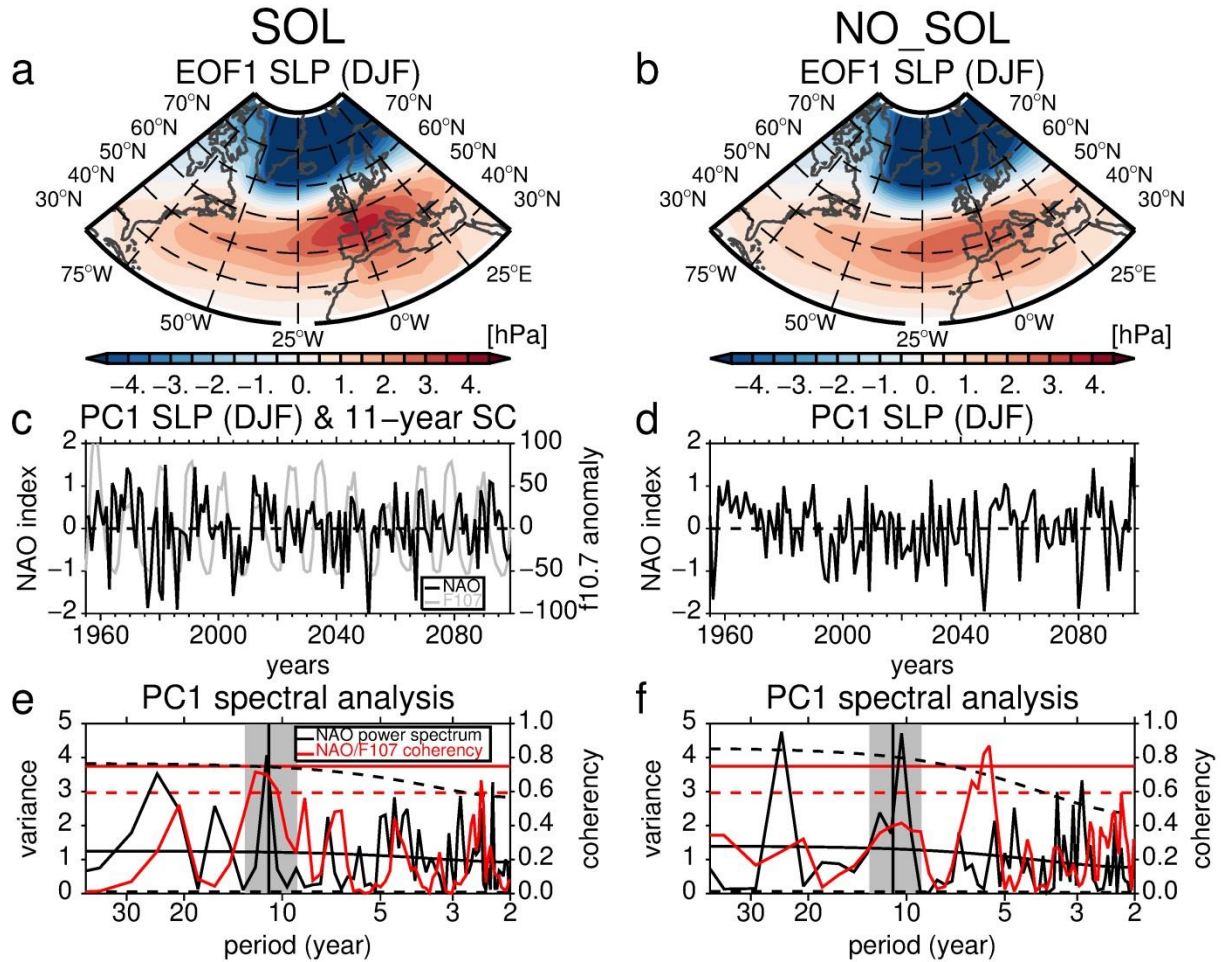 SOL
NO_SOL
a
EOF1 SLP (DJF)
b
EOF1 SLP (DJF)
70°N
60°N
50°N
40°N
30°N
70°N
60°N
50°N
40°N
30°N
75°W
50°W
25°W
0°W
25°E
[hPa]
−4. −3. −2. −1. 0. 1. 2. 3. 4.
70°N
60°N
50°N
40°N
30°N
70°N
60°N
50°N
40°N
30°N
75°W
50°W
25°W
0°W
25°E
[hPa]
−4. −3. −2. −1. 0. 1. 2. 3. 4.
c
PC1 SLP (DJF) & 11−year SC
NAO index
2
1
0
−1
−2
100
50
0
−50
−100
f10.7 anomaly
NAO
F107
1960 2000 2040 2080
years
d
PC1 SLP (DJF)
NAO index
2
1
0
−1
−2
1960 2000 2040 2080
years
e
PC1 spectral analysis
variance
5
4
3
2
1
0
1.0
0.8
0.6
0.4
0.2
0.0
coherency
NAO power spectrum
NAO/F107 coherency
30 20 10 5 3 2
period (year)
f
PC1 spectral analysis
variance
5
4
3
2
1
0
1.0
0.8
0.6
0.4
0.2
0.0
coherency
30 20 10 5 3 2
period (year)